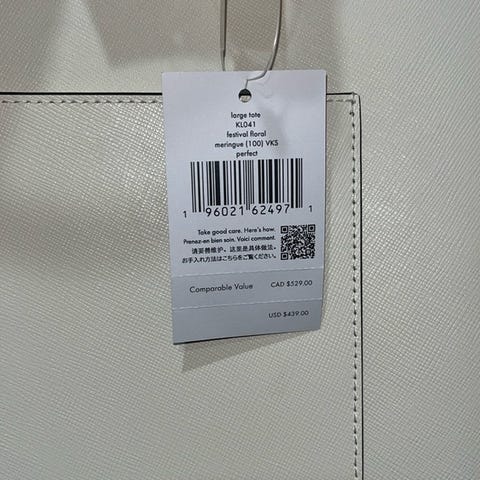 large tote
KL041
festival floral
meringue (100) VKS
perfect
1 96021 62497 1
Take good care. Here's how.
Prenez-en bien soin. Voici comment.
请妥善维护。这里是具体做法。
お手入れ方法はこちらをご覧ください。
Comparable Value CAD $529.00
USD $439.00